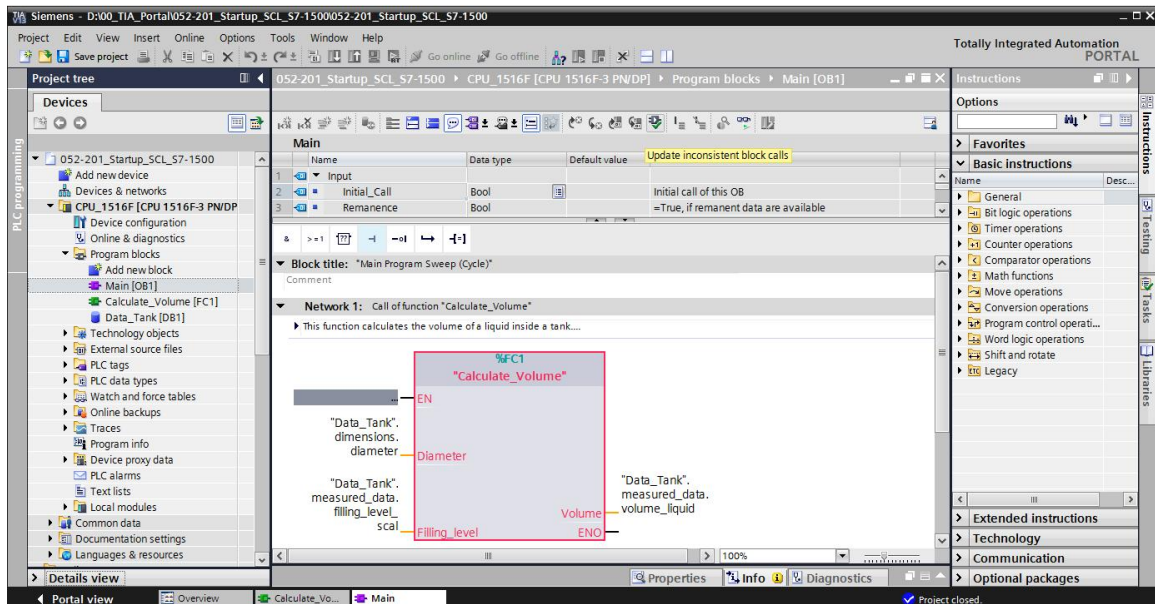 Siemens - D:\00_TIA_Portal\052-201_Startup_SCL_S7-1500\052-201_Startup_SCL_S7-1500
Project Edit View Insert Online Options Tools Window Help
Totally Integrated Automation
PORTAL
Save project
Go online
Go offline
Project tree
052-201_Startup_SCL_S7-1500 CPU_1516F [CPU 1516F-3 PN/DP] Program blocks Main [OB1]
Instructions
Devices
Options
PLC programming
052-201_Startup_SCL_S7-1500
Add new device
Devices & networks
CPU_1516F [CPU 1516F-3 PN/DP
Device configuration
Online & diagnostics
Program blocks
Add new block
Main [OB1]
Calculate_Volume [FC1]
Data_Tank [DB1]
Technology objects
External source files
PLC tags
PLC data types
Watch and force tables
Online backups
Traces
Program info
Device proxy data
PLC alarms
Text lists
Local modules
Common data
Documentation settings
Languages & resources
Details view
Main
Name Data type Default value
Update inconsistent block calls
1 Input
2 Initial_Call Bool Initial call of this OB
3 Remanence Bool =True, if remanent data are available
& >=1 ??
Block title: "Main Program Sweep (Cycle)"
Comment
Network 1: Call of function "Calculate_Volume"
This function calculates the volume of a liquid inside a tank....
%FC1
"Calculate_Volume"
...
EN
"Data_Tank".
dimensions.
diameter
Diameter
"Data_Tank".
measured_data.
filling_level_
scal
Filling_level
"Data_Tank".
measured_data.
volume_liquid
Volume
ENO
100%
Properties
Info
Diagnostics
Favorites
Basic instructions
Name Desc...
General
Bit logic operations
Timer operations
Counter operations
Comparator operations
Math functions
Move operations
Conversion operations
Program control operati...
Word logic operations
Shift and rotate
Legacy
Extended instructions
Technology
Communication
Optional packages
Instructions
Testing
Tasks
Libraries
Portal view
Overview
Calculate_Vo...
Main
Project closed.